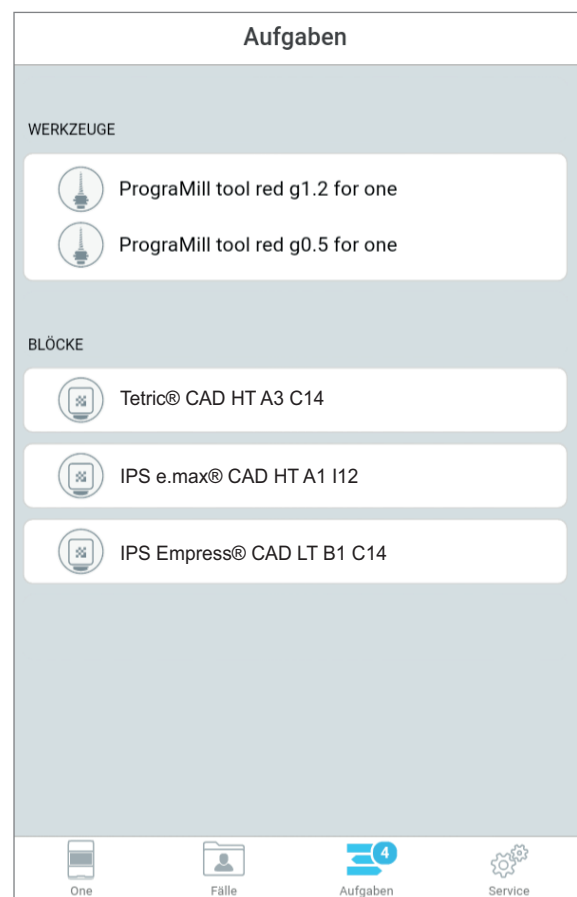 Aufgaben
WERKZEUGE
PrograMill tool red g1.2 for one
PrograMill tool red g0.5 for one
BLÖCKE
Tetric® CAD HT A3 C14
IPS e.max® CAD HT A1 I12
IPS Empress® CAD LT B1 C14
4
One Fälle Aufgaben Service